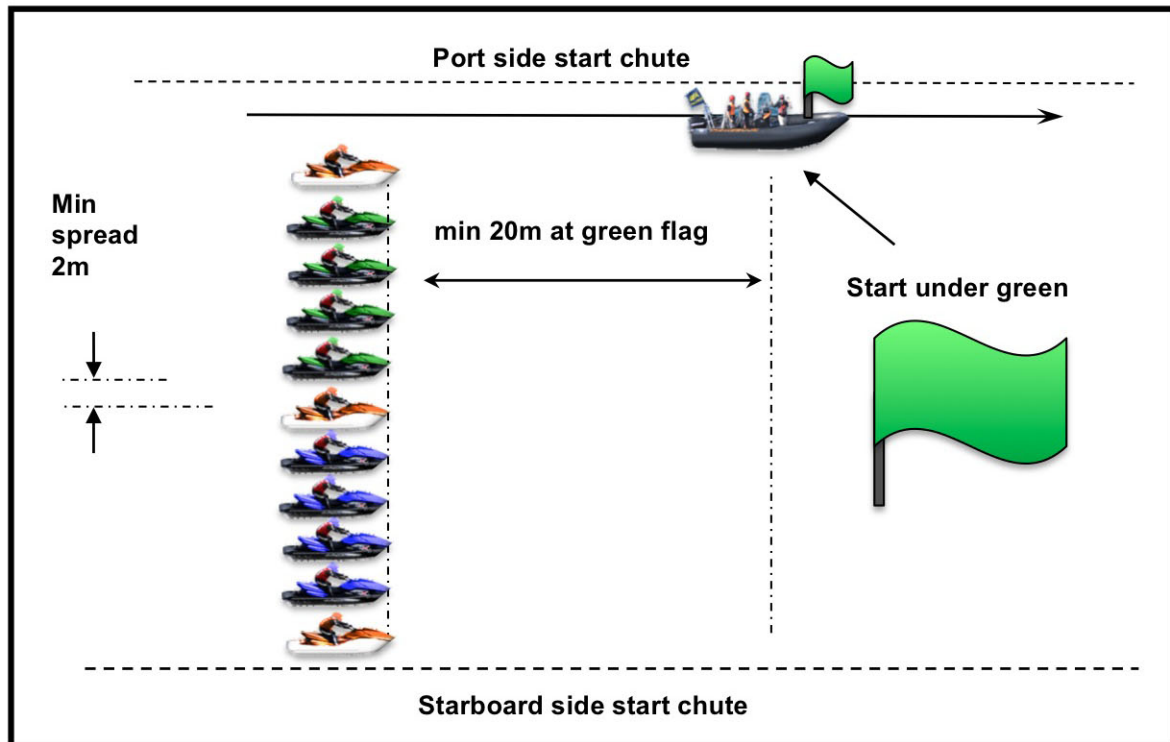 Port side start chute
Min
spread
2m
min 20m at green flag
Start under green
Starboard side start chute